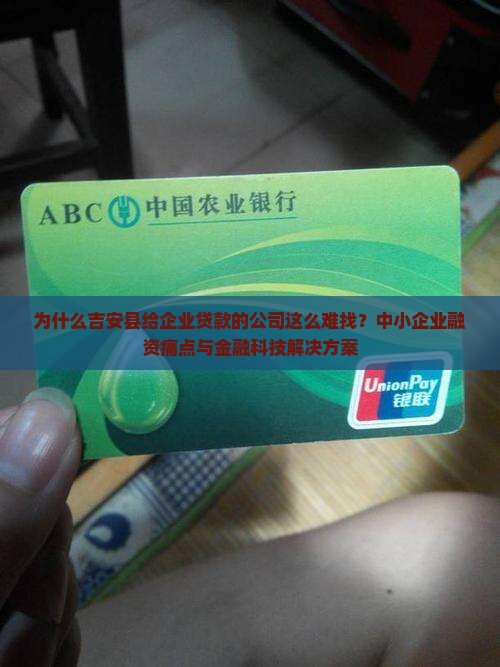 ABC 中国农业银行
为什么吉安县给企业贷款的公司这么难找？中小企业融
资痛点与金融科技解决方案
UnionPay
银联